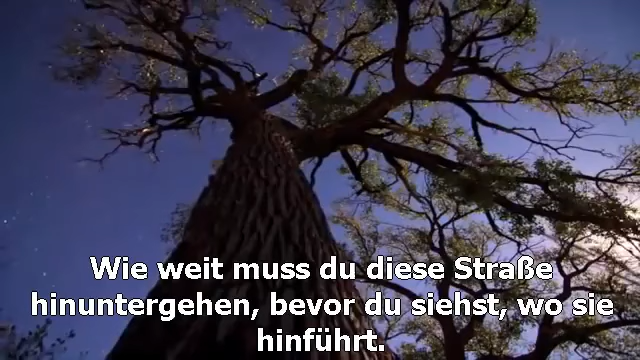 Wie weit muss du diese Straße
hinuntergehen, bevor du siehst, wo sie
hinführt.